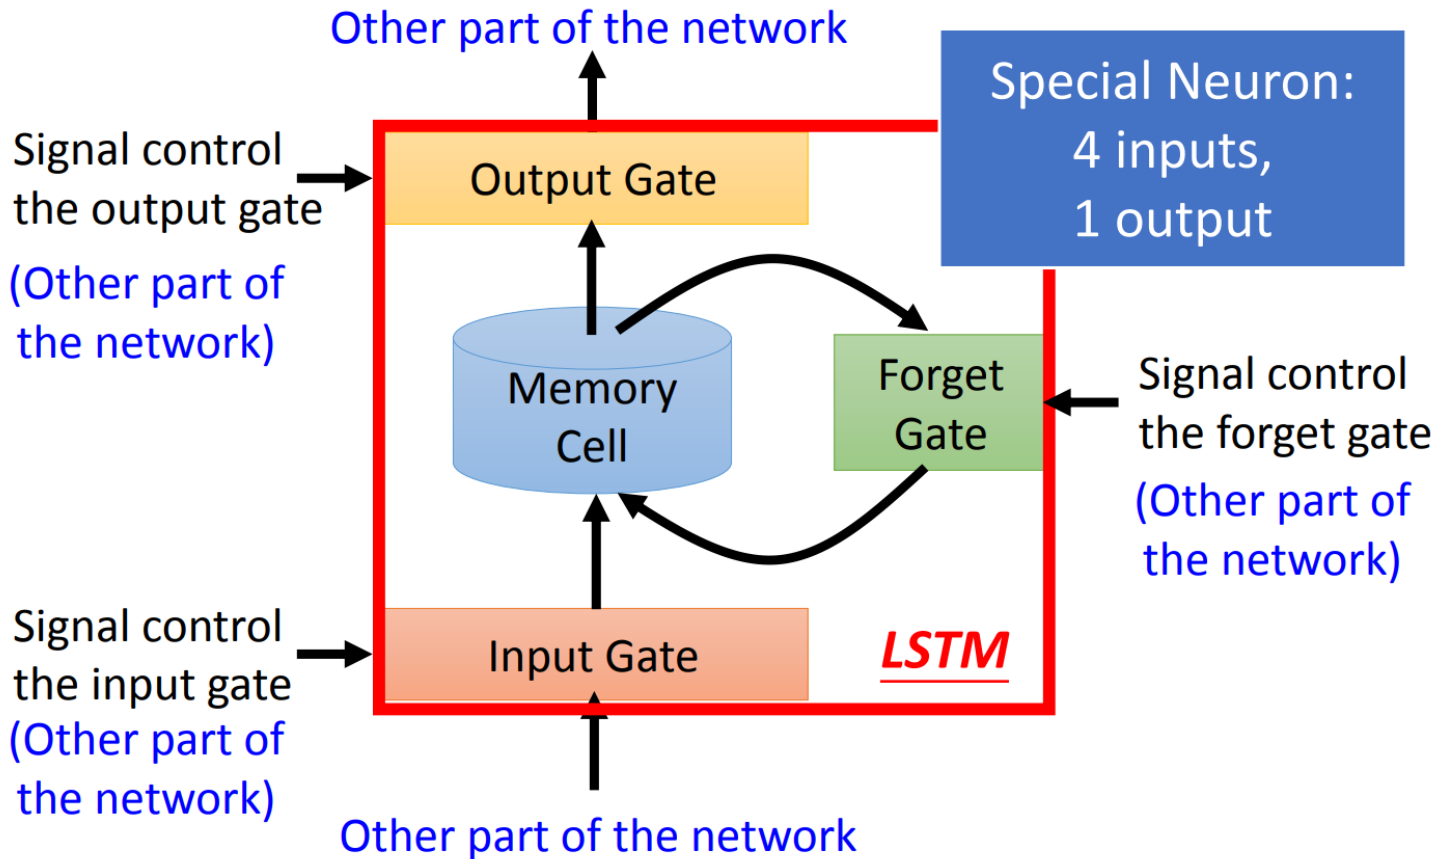 Other part of the network
Special Neuron:
4 inputs,
1 output
Signal control
the output gate
(Other part of
the network)
Output Gate
Memory
Cell
Forget
Gate
Signal control
the forget gate
(Other part of
the network)
Signal control
the input gate
(Other part of
the network)
Input Gate
LSTM
Other part of the network